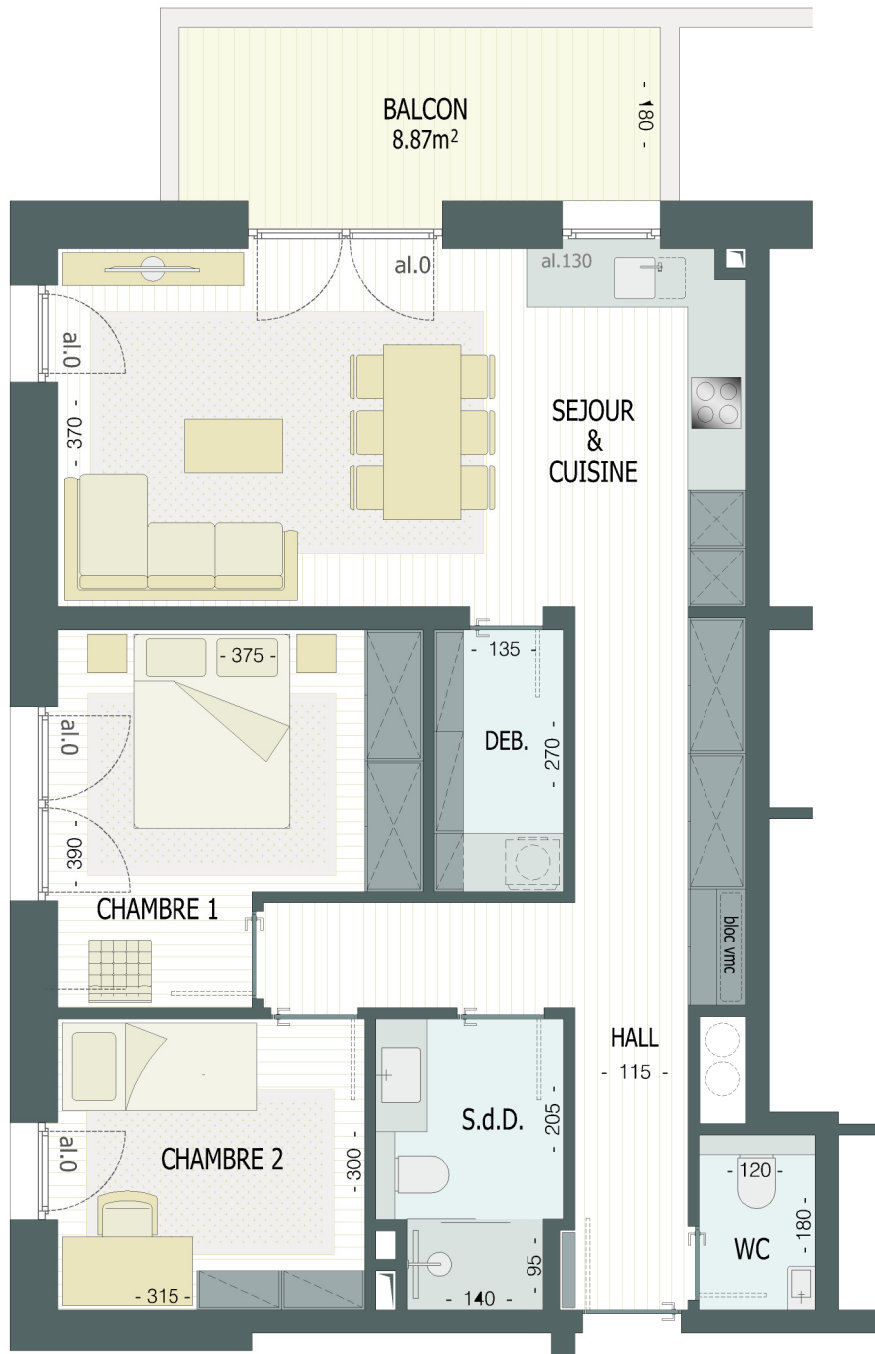 BALCON
8.87m²
- 180 -
al.0
al.130
al.0
- 370 -
SEJOUR
&
CUISINE
- 375 -
- 135 -
al.0
DEB.
- 270 -
- 390 -
CHAMBRE 1
bloc vmc
HALL
- 115 -
S.d.D.
- 205 -
al.0
CHAMBRE 2
- 300 -
- 120 -
- 180 -
WC
- 95 -
- 315 -
- 140 -